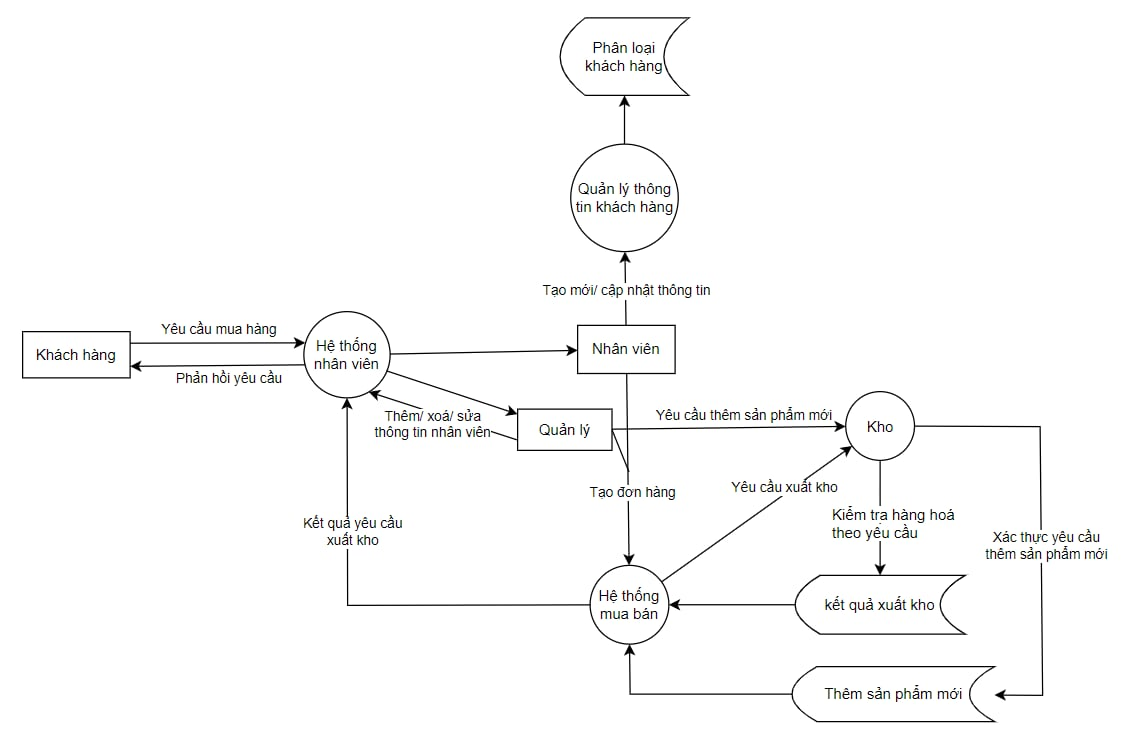 Phân loại
khách hàng
Quản lý thông
tin khách hàng
Tạo mới/ cập nhật thông tin
Yêu cầu mua hàng
Khách hàng
Hệ thống
nhân viên
Nhân viên
Phản hồi yêu cầu
Thêm/ xoá/ sửa
thông tin nhân viên
Quản lý
Yêu cầu thêm sản phẩm mới
Kho
Tạo đơn hàng
Yêu cầu xuất kho
Kết quả yêu cầu
xuất kho
Kiểm tra hàng hoá
theo yêu cầu
Xác thực yêu cầu
thêm sản phẩm mới
Hệ thống
mua bán
kết quả xuất kho
Thêm sản phẩm mới